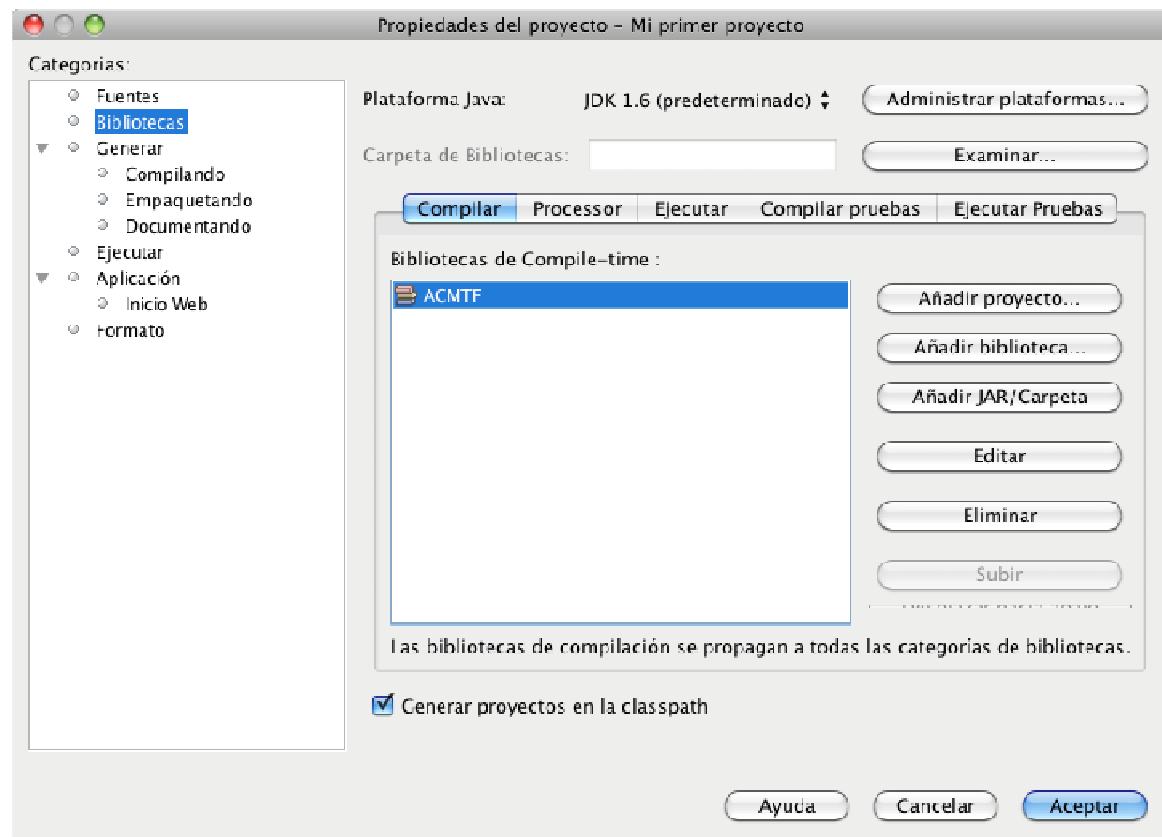 Propiedades del proyecto – Mi primer proyecto
Categorías:
Fuentes
Bibliotecas
Generar
Compilando
Empaquetando
Documentando
Ejecutar
Aplicación
Inicio Web
Formato
Plataforma Java: JDK 1.6 (predeterminado) Administrar plataformas...
Carpeta de Bibliotecas: Examinar...
Compilar Processor Ejecutar Compilar pruebas Ejecutar Pruebas
Bibliotecas de Compile-time :
ACMTF
Añadir proyecto...
Añadir biblioteca...
Añadir JAR/Carpeta
Editar
Eliminar
Subir
Las bibliotecas de compilación se propagan a todas las categorías de bibliotecas.
Generar proyectos en la classpath
Ayuda Cancelar Aceptar